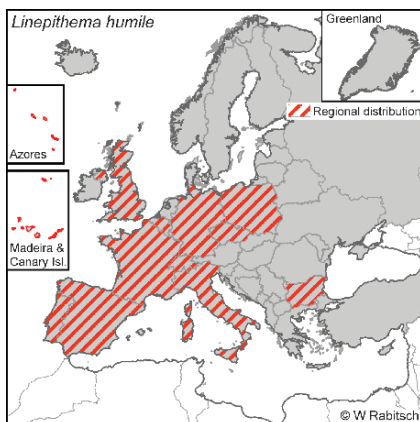 Linepithema humile
Greenland
Regional distribution
Azores
Madeira &
Canary Isl.
© W Rabitsch